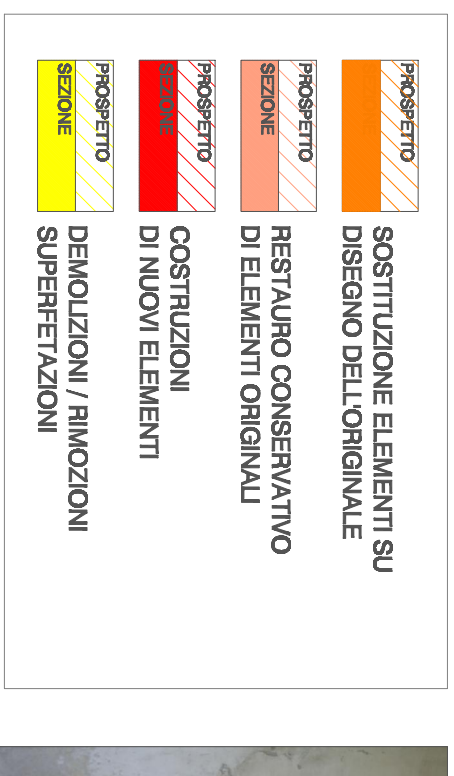 PROSPETTO
SEZIONE
SOSTITUZIONE ELEMENTI SU
DISEGNO DELL'ORIGINALE
PROSPETTO
SEZIONE
RESTAURO CONSERVATIVO
DI ELEMENTI ORIGINALI
PROSPETTO
SEZIONE
COSTRUZIONI
DI NUOVI ELEMENTI
PROSPETTO
SEZIONE
DEMOLIZIONI / RIMOZIONI
SUPERFETAZIONI